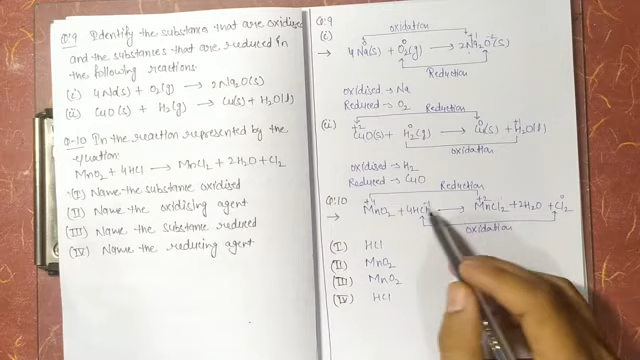 Q:9 Identify the substances that are oxidised
and the substances that are reduced in
the following reactions.
(i) 4Na(s) + O₂(g) → 2Na₂O(s)
(ii) CuO(s) + H₂(g) → Cu(s) + H₂O(l)
Q-10 In the reaction represented by the
equation:
MnO₂ + 4HCl → MnCl₂ + 2H₂O + Cl₂
(I) Name the substance oxidised
(II) Name the oxidising agent
(III) Name the substance reduced
(IV) Name the reducing agent
Q:9
(i) oxidation
→ 4Na(s) + O₂(g) → 2Na₂O(s)
Reduction
oxidised → Na
Reduced → O₂
Reduction
(ii) CuO(s) + H₂(g) → Cu(s) + H₂O(l)
oxidation
oxidised → H₂
Reduced → CuO
Q:10 Reduction
→ MnO₂ + 4HCl → MnCl₂ + 2H₂O + Cl₂
oxidation
(I) HCl
(II) MnO₂
(III) MnO₂
(IV) HCl